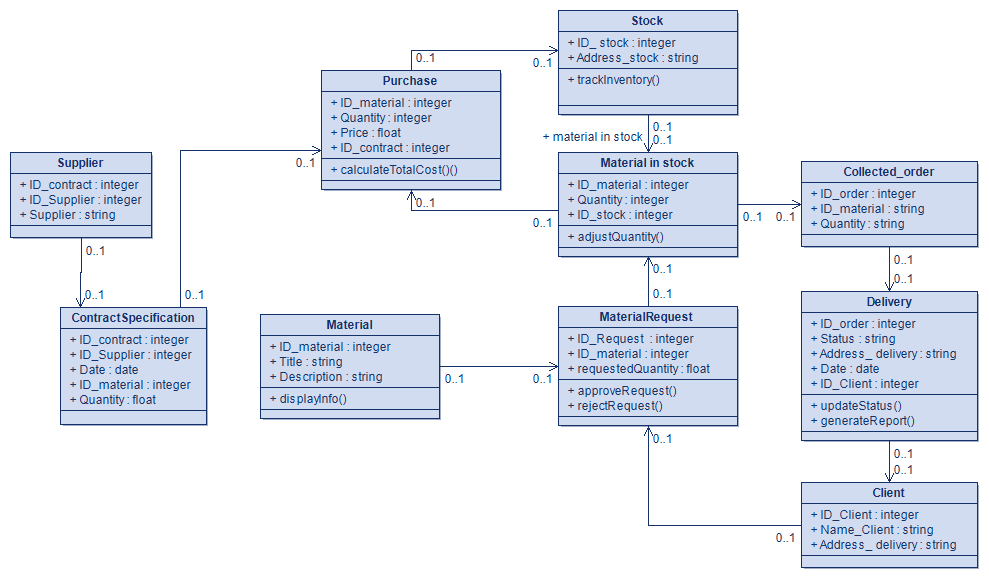 Stock
+ ID_ stock : integer
+ Address_stock : string
+ trackInventory()
0..1
0..1
Purchase
+ ID_material : integer
+ Quantity : integer
+ Price : float
+ ID_contract : integer
+ calculateTotalCost()()
0..1
0..1
0..1
+ material in stock
0..1
0..1
Supplier
+ ID_contract : integer
+ ID_Supplier : integer
+ Supplier : string
0..1
0..1
Material in stock
+ ID_material : integer
+ Quantity : integer
+ ID_stock : integer
+ adjustQuantity()
0..1
0..1
0..1
0..1
Collected_order
+ ID_order : integer
+ ID_material : string
+ Quantity : string
0..1
0..1
ContractSpecification
+ ID_contract : integer
+ ID_Supplier : integer
+ Date : date
+ ID_material : integer
+ Quantity : float
0..1
Material
+ ID_material : integer
+ Title : string
+ Description : string
+ displayInfo()
0..1
0..1
MaterialRequest
+ ID_Request  : integer
+ ID_material : integer
+ requestedQuantity : float
+ approveRequest()
+ rejectRequest()
0..1
Delivery
+ ID_order : integer
+ Status : string
+ Address_ delivery : string
+ Date : date
+ ID_Client : integer
+ updateStatus()
+ generateReport()
0..1
0..1
Client
+ ID_Client : integer
+ Name_Client : string
+ Address_ delivery : string
0..1